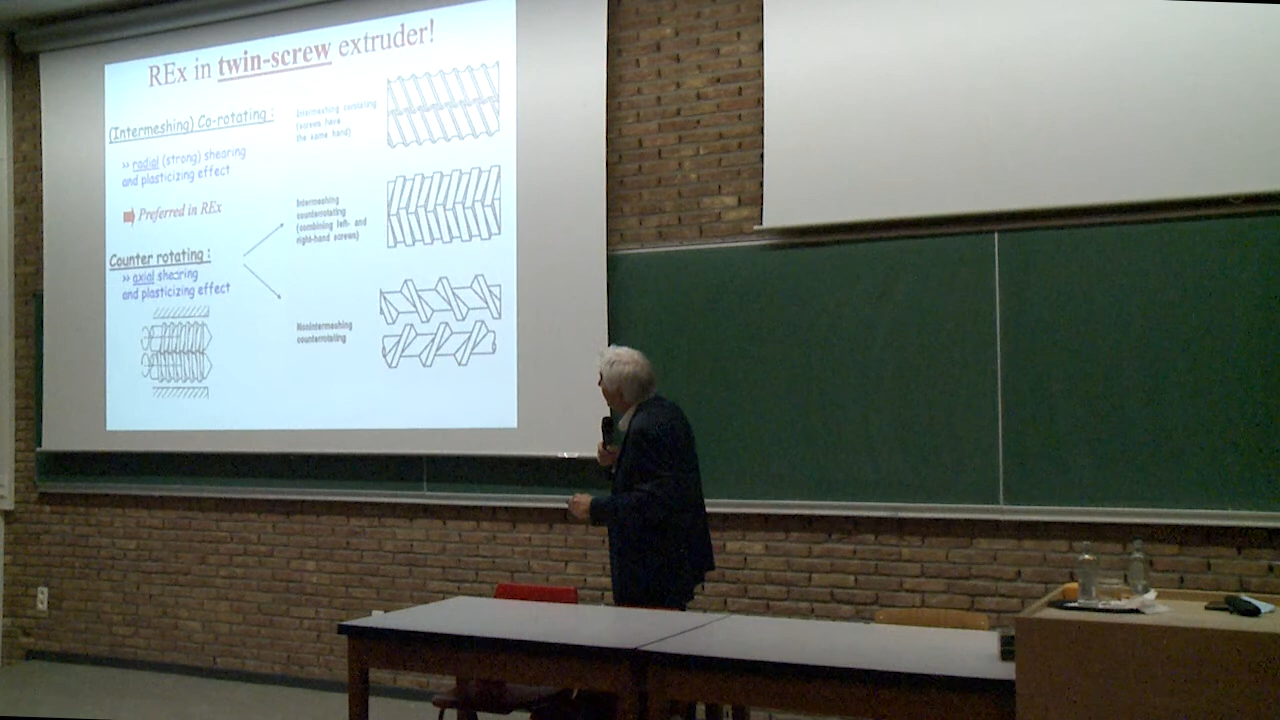 REx in twin-screw extruder!
(Intermeshing) Co-rotating :
>> radial (strong) shearing
and plasticizing effect
Preferred in REx
Counter rotating :
>> axial shearing
and plasticizing effect
Intermeshing corotating
(screws have
the same hand)
Intermeshing
counterrotating
(combining left- and
right-hand screws)
Nonintermeshing
counterrotating